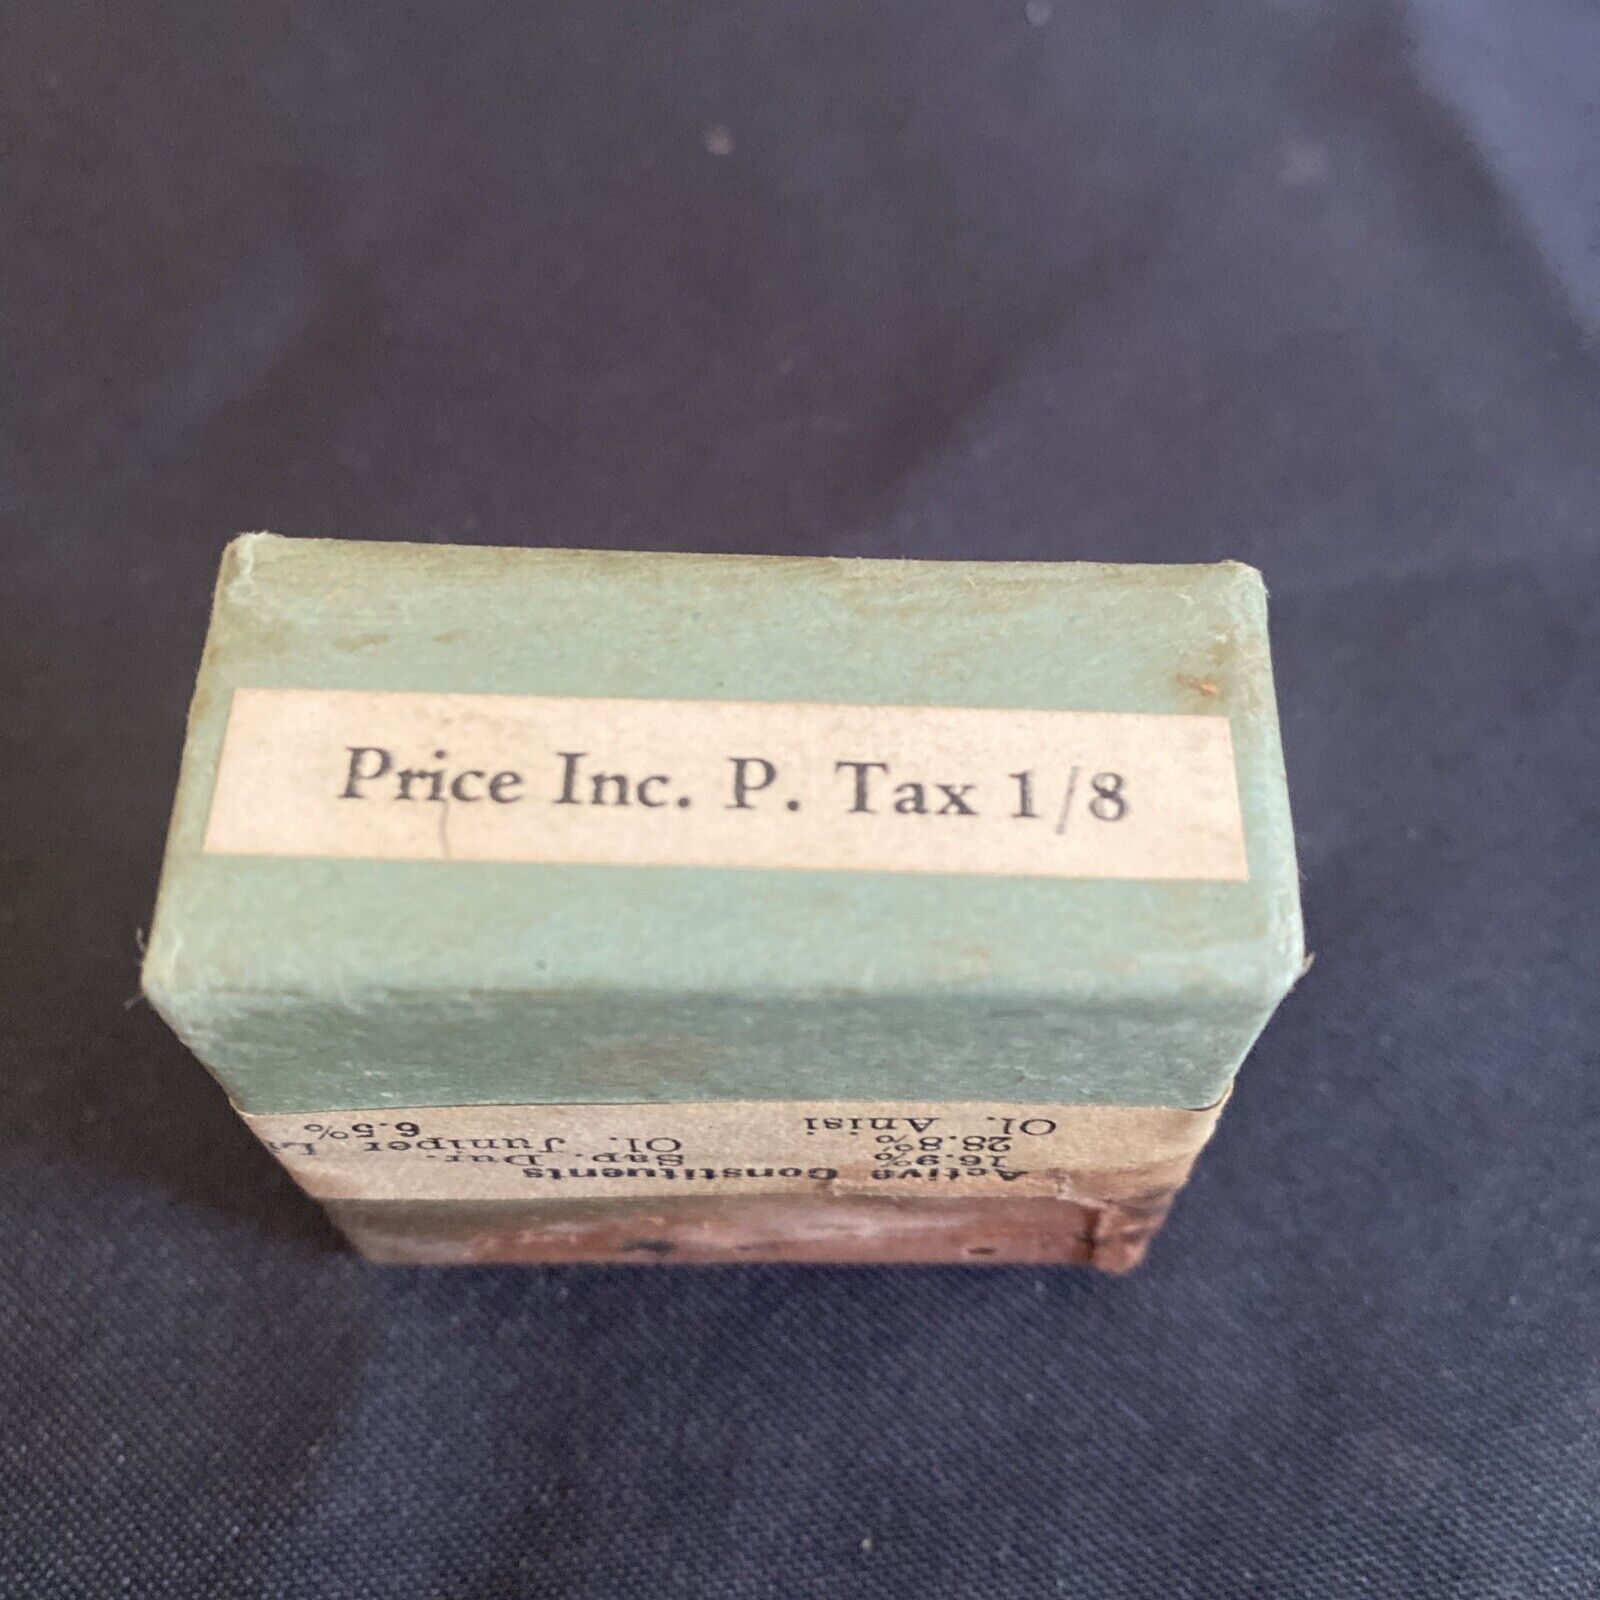 Price Inc. P. Tax 1/8
Active Constituents
16.9% Sap. Dur.
28.8% Ol. Juniper
Ol. Anisi 6.5%